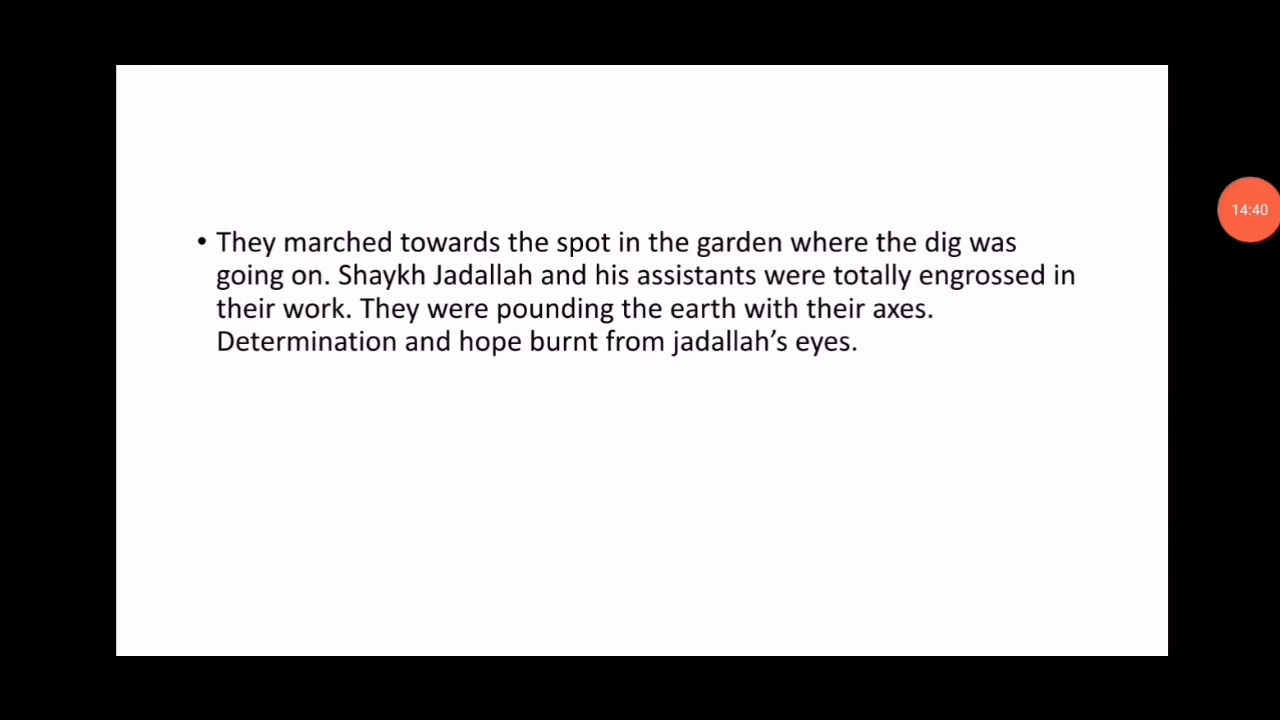 • They marched towards the spot in the garden where the dig was
going on. Shaykh Jadallah and his assistants were totally engrossed in
their work. They were pounding the earth with their axes.
Determination and hope burnt from jadallah’s eyes.
14:40